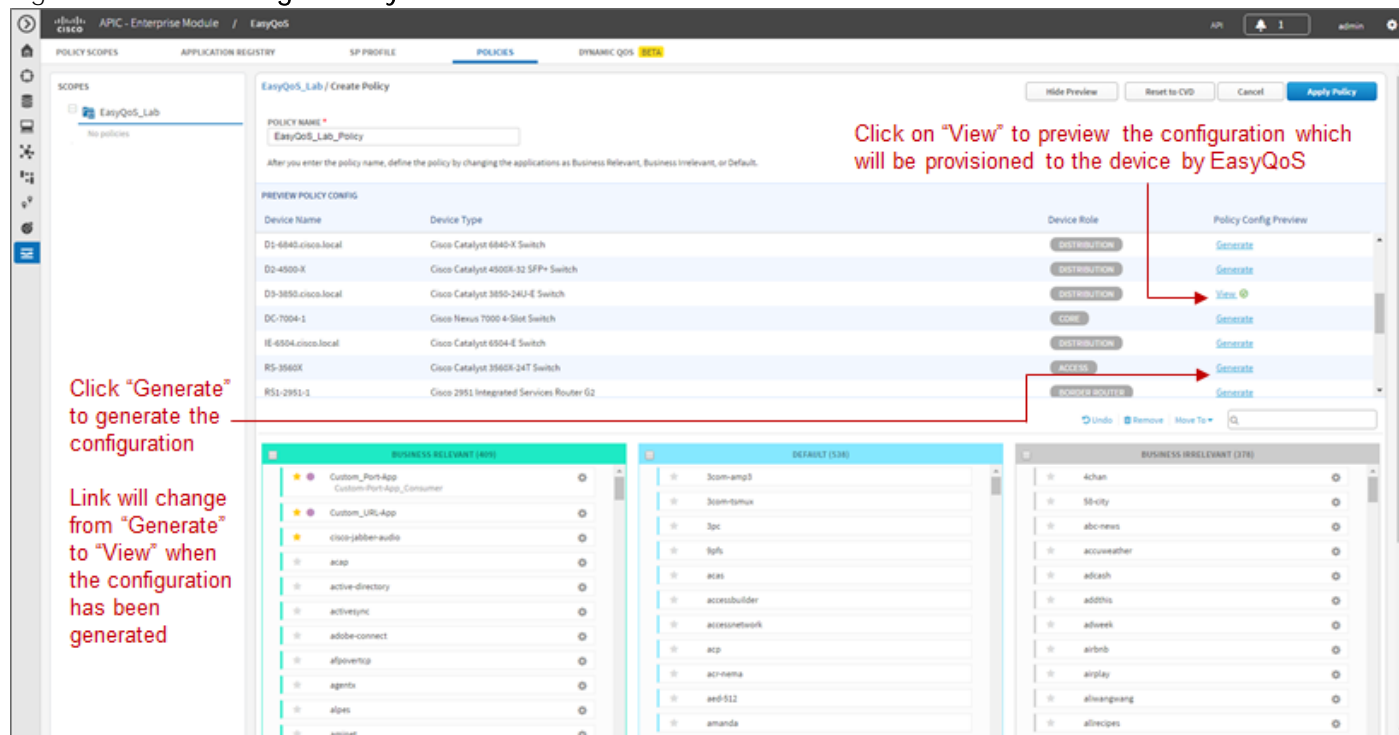 CISCO APIC - Enterprise Module / EasyQoS
API 1 admin
POLICY SCOPES APPLICATION REGISTRY SP PROFILE POLICIES DYNAMIC QOS BETA
SCOPES
EasyQoS_Lab
No policies
EasyQoS_Lab / Create Policy
Hide Preview Reset to CVD Cancel Apply Policy
POLICY NAME *
EasyQoS_Lab_Policy
After you enter the policy name, define the policy by changing the applications as Business Relevant, Business Irrelevant, or Default.
Click on “View” to preview the configuration which
will be provisioned to the device by EasyQoS
PREVIEW POLICY CONFIG
Device Name Device Type Device Role Policy Config Preview
D1-6840.cisco.local Cisco Catalyst 6840-X Switch DISTRIBUTION Generate
D2-4500-X Cisco Catalyst 4500X-32 SFP+ Switch DISTRIBUTION Generate
D3-3850.cisco.local Cisco Catalyst 3850-24U-E Switch DISTRIBUTION View
DC-7004-1 Cisco Nexus 7000 4-Slot Switch CORE Generate
IE-6504.cisco.local Cisco Catalyst 6504-E Switch DISTRIBUTION Generate
RS-3560X Cisco Catalyst 3560X-24T Switch ACCESS Generate
RS1-2951-1 Cisco 2951 Integrated Services Router G2 BORDER ROUTER Generate
Click “Generate”
to generate the
configuration
Link will change
from “Generate”
to “View” when
the configuration
has been
generated
Undo Remove Move To
BUSINESS RELEVANT (409)
Custom_Port-App
Custom-Port-App_Consumer
Custom_URL-App
cisco-jabber-audio
acap
active-directory
activesync
adobe-connect
afpovertcp
agentx
alpes
DEFAULT (538)
3com-amp3
3com-tsmux
3pc
9pfs
acas
accessbuilder
accessnetwork
acp
acr-nema
aed-512
amanda
BUSINESS IRRELEVANT (378)
4chan
50-city
abc-news
accuweather
adcash
addthis
adweek
airbnb
airplay
aliwangwang
allrecipes